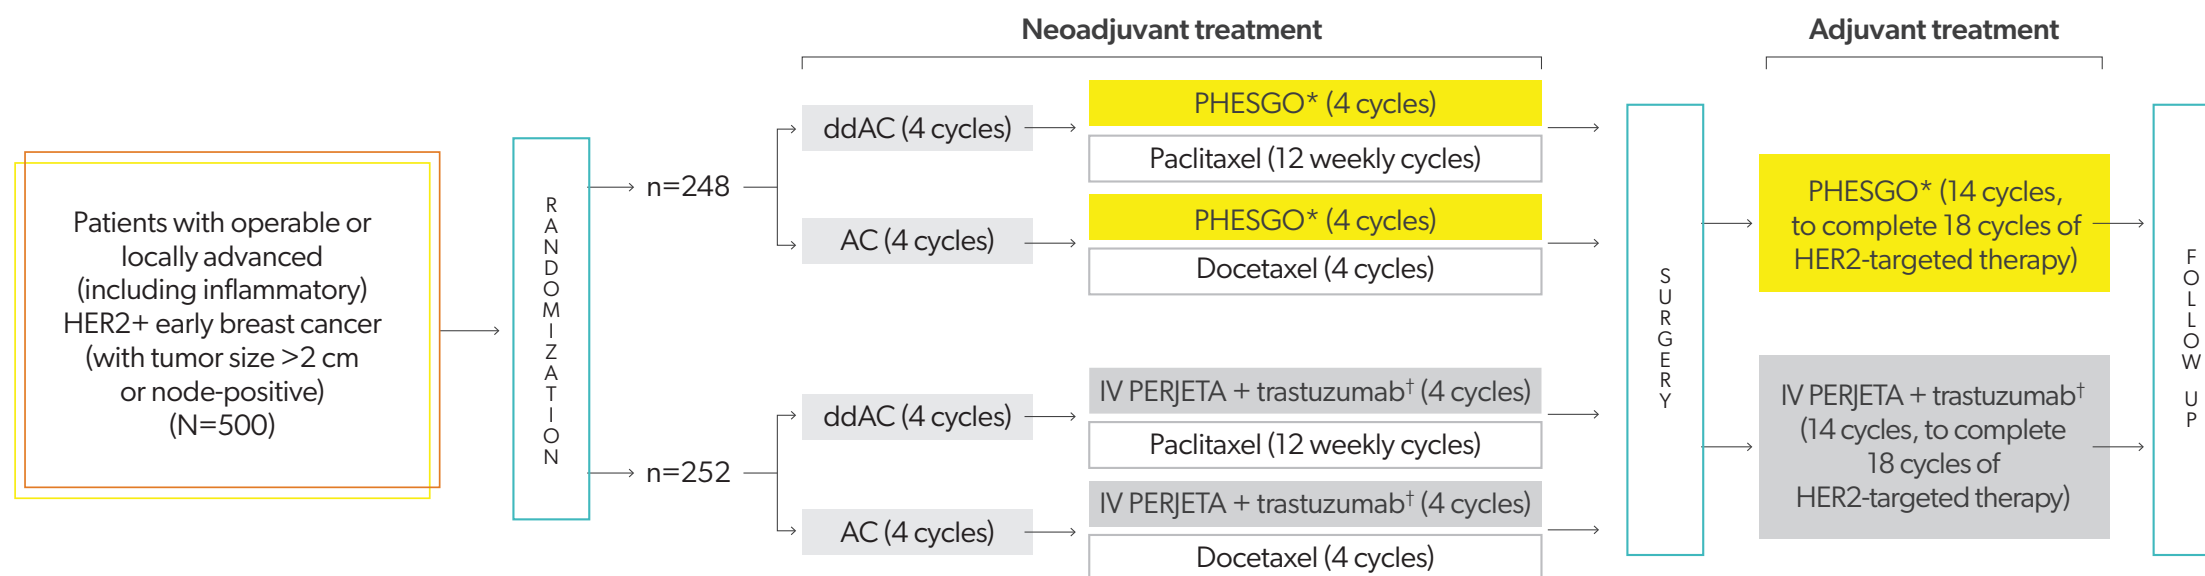 Neoadjuvant treatment
Adjuvant treatment
Patients with operable or
locally advanced
(including inflammatory)
HER2+ early breast cancer
(with tumor size >2 cm
or node-positive)
(N=500)
RANDOMIZATION
n=248
ddAC (4 cycles)
PHESGO* (4 cycles)
Paclitaxel (12 weekly cycles)
AC (4 cycles)
PHESGO* (4 cycles)
Docetaxel (4 cycles)
n=252
ddAC (4 cycles)
IV PERJETA + trastuzumab† (4 cycles)
Paclitaxel (12 weekly cycles)
AC (4 cycles)
IV PERJETA + trastuzumab† (4 cycles)
Docetaxel (4 cycles)
SURGERY
PHESGO* (14 cycles,
to complete 18 cycles of
HER2-targeted therapy)
IV PERJETA + trastuzumab†
(14 cycles, to complete
18 cycles of
HER2-targeted therapy)
FOLLOW UP